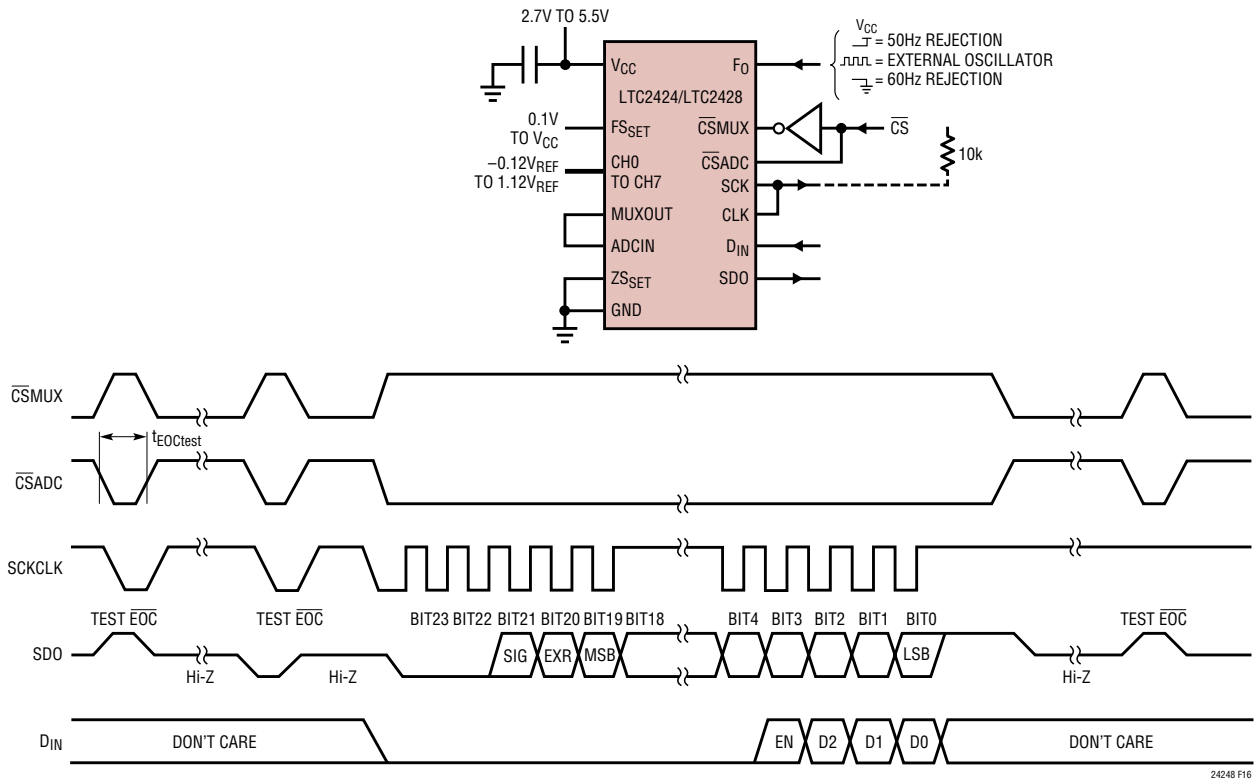 2.7V TO 5.5V
VCC
= 50Hz REJECTION
= EXTERNAL OSCILLATOR
= 60Hz REJECTION
VCC
FO
LTC2424/LTC2428
0.1V
TO VCC
FSSET
CSMUX
CS
−0.12VREF
TO 1.12VREF
CH0
TO CH7
CSADC
SCK
10k
MUXOUT
CLK
ADCIN
DIN
ZSSET
SDO
GND
CSMUX
tEOCtest
CSADC
SCKCLK
TEST EOC
TEST EOC
BIT23 BIT22 BIT21 BIT20 BIT19 BIT18
BIT4 BIT3 BIT2 BIT1 BIT0
TEST EOC
SDO
SIG EXR MSB
LSB
Hi-Z
Hi-Z
Hi-Z
DIN
DON'T CARE
EN D2 D1 D0
DON'T CARE
24248 F16